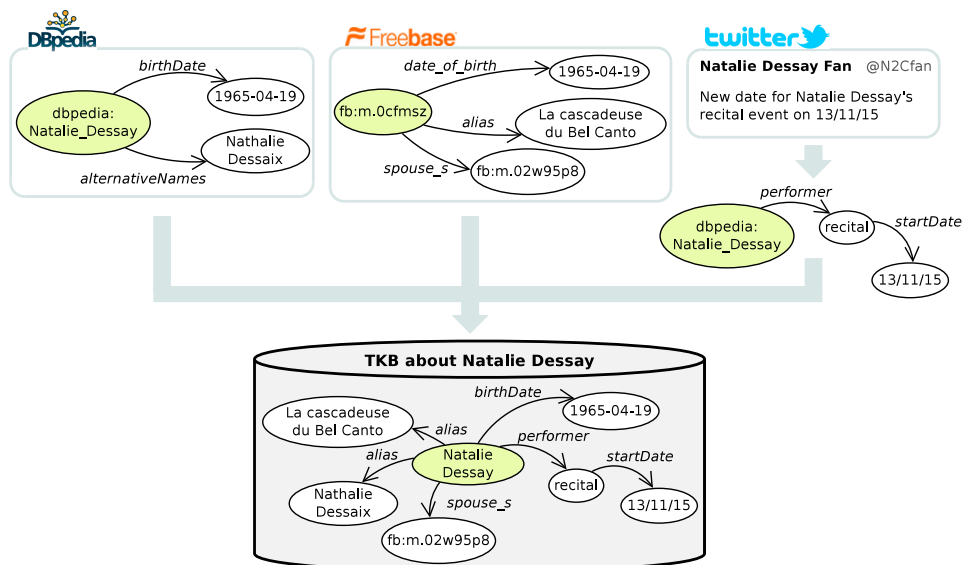 DBpedia
birthDate
1965-04-19
dbpedia:
Natalie_Dessay
Nathalie
Dessaix
alternativeNames
Freebase
date_of_birth
1965-04-19
fb:m.0cfmsz
alias
La cascadeuse
du Bel Canto
spouse_s
fb:m.02w95p8
twitter
Natalie Dessay Fan @N2Cfan
New date for Natalie Dessay's
recital event on 13/11/15
performer
dbpedia:
Natalie_Dessay
recital
startDate
13/11/15
TKB about Natalie Dessay
birthDate
1965-04-19
La cascadeuse
du Bel Canto
alias
performer
alias
Natalie
Dessay
startDate
recital
Nathalie
Dessaix
spouse_s
13/11/15
fb:m.02w95p8